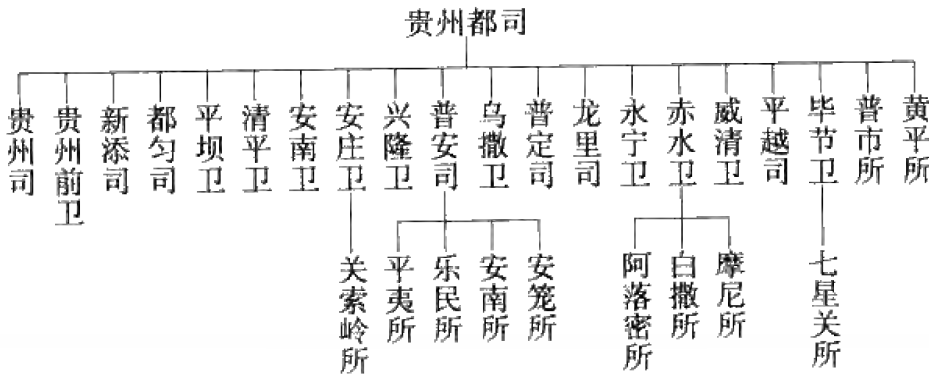 贵州都司
贵州司
贵州前卫
新添司
都匀司
平坝卫
清平卫
安南卫
安庄卫
兴隆卫
普安司
乌撒卫
普定司
龙里司
永宁卫
赤水卫
威清卫
平越司
毕节卫
普市所
黄平所
关索岭所
平夷所
乐民所
安南所
安笼所
阿落密所
白撒所
摩尼所
七星关所